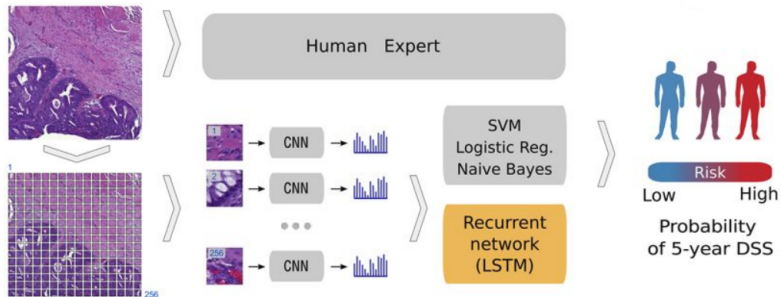 Human Expert
1
256
1
CNN
2
CNN
256
CNN
SVM
Logistic Reg.
Naive Bayes
Recurrent
network
(LSTM)
Risk
Low
High
Probability
of 5-year DSS